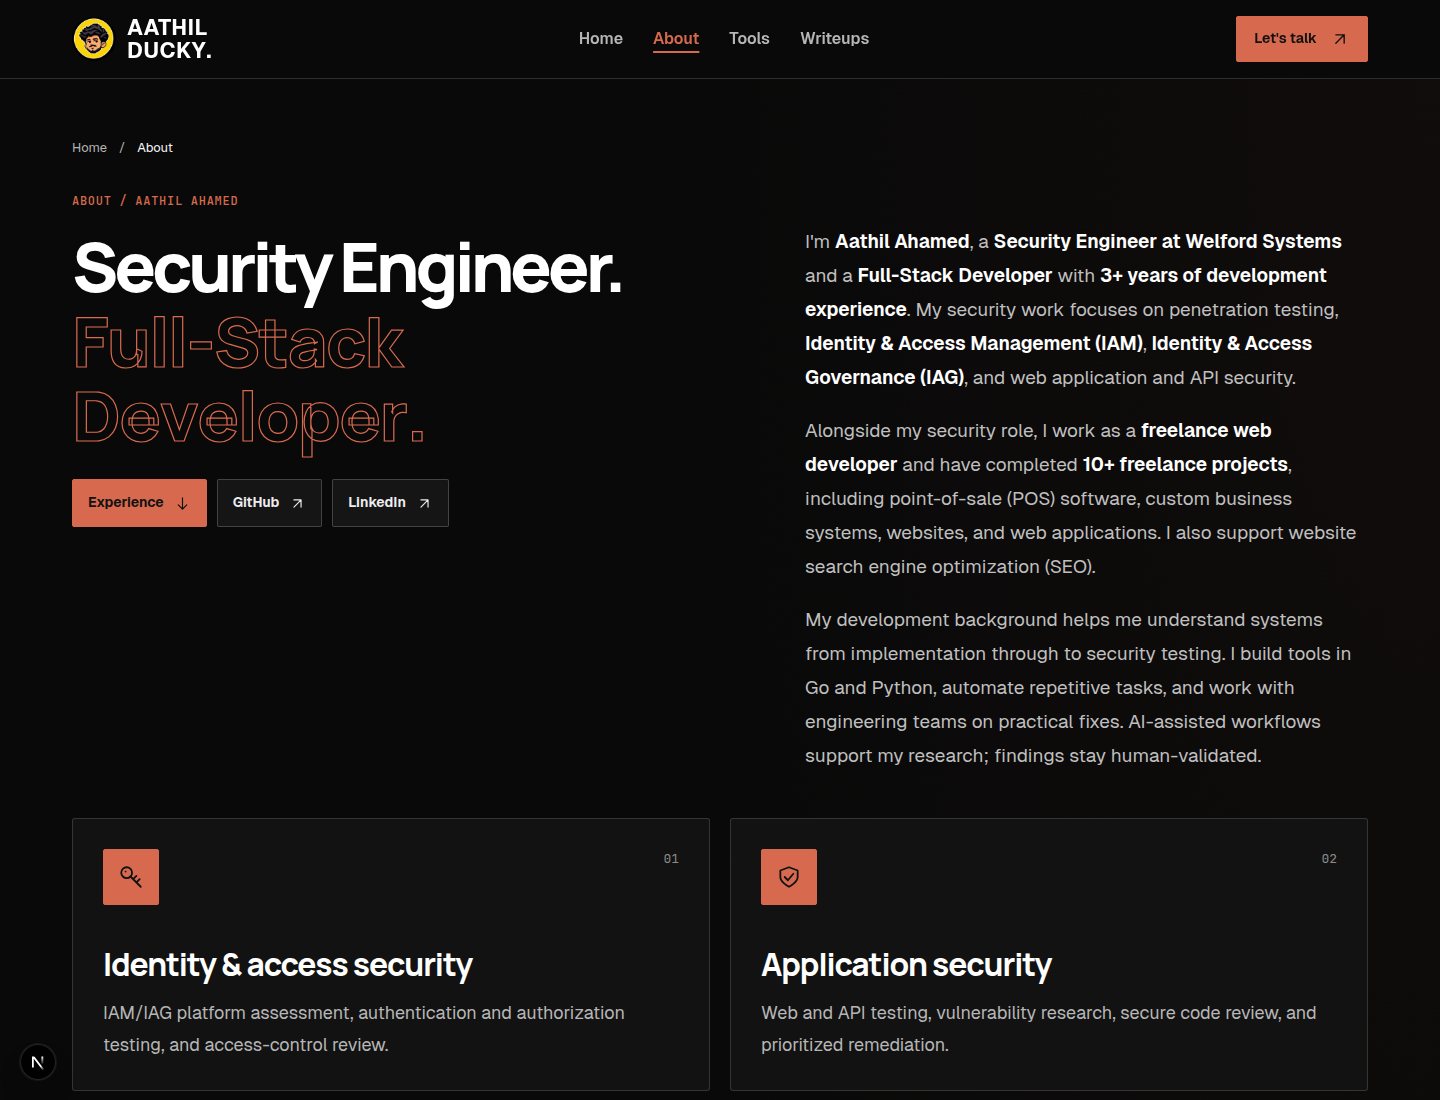 AATHIL
DUCKY.
Home
About
Tools
Writeups
Let's talk
Home / About
ABOUT / AATHIL AHAMED
Security Engineer.
Full-Stack
Developer.
Experience
GitHub
LinkedIn
I'm Aathil Ahamed, a Security Engineer at Welford Systems
and a Full-Stack Developer with 3+ years of development
experience. My security work focuses on penetration testing,
Identity & Access Management (IAM), Identity & Access
Governance (IAG), and web application and API security.
Alongside my security role, I work as a freelance web
developer and have completed 10+ freelance projects,
including point-of-sale (POS) software, custom business
systems, websites, and web applications. I also support website
search engine optimization (SEO).
My development background helps me understand systems
from implementation through to security testing. I build tools in
Go and Python, automate repetitive tasks, and work with
engineering teams on practical fixes. AI-assisted workflows
support my research; findings stay human-validated.
01
Identity & access security
IAM/IAG platform assessment, authentication and authorization
testing, and access-control review.
02
Application security
Web and API testing, vulnerability research, secure code review, and
prioritized remediation.
N